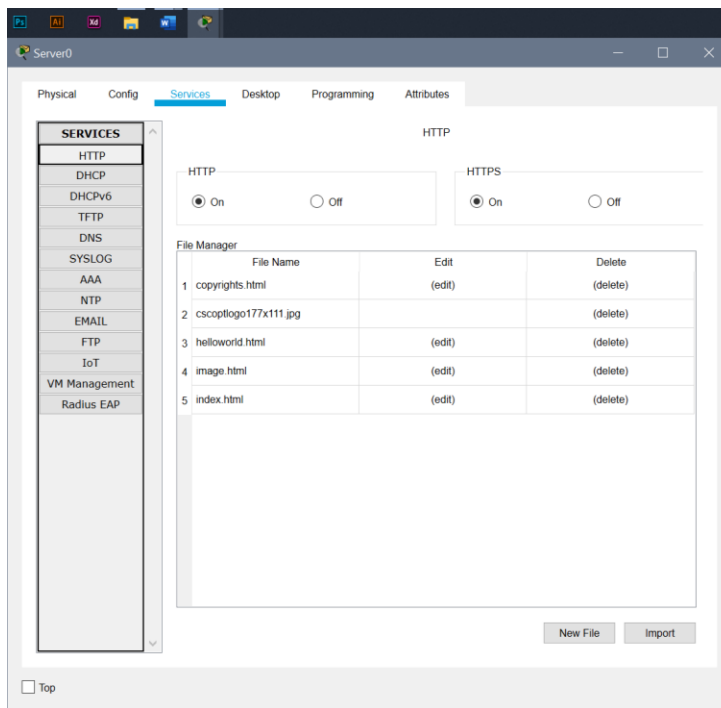 Ps Ai Xd W
Server0
Physical Config Services Desktop Programming Attributes
SERVICES
HTTP
DHCP
DHCPv6
TFTP
DNS
SYSLOG
AAA
NTP
EMAIL
FTP
IoT
VM Management
Radius EAP
HTTP
HTTP
On Off
HTTPS
On Off
File Manager
File Name Edit Delete
1 copyrights.html (edit) (delete)
2 cscoptlogo177x111.jpg (delete)
3 helloworld.html (edit) (delete)
4 image.html (edit) (delete)
5 index.html (edit) (delete)
New File Import
Top